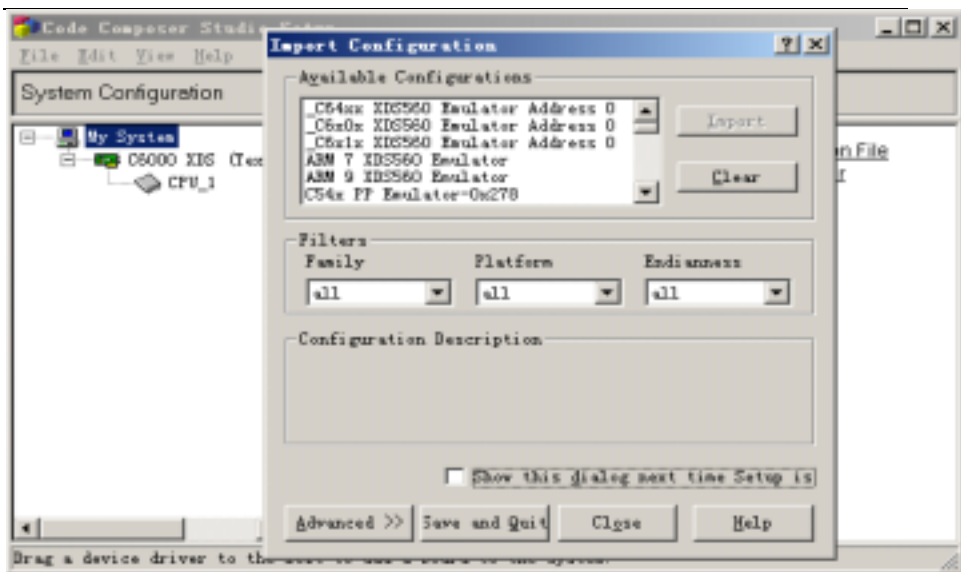 Code Composer Studio Setup
File Edit View Help
System Configuration
My System
C6000 XDS (Tex
CPU_1
on File
Import Configuration
Available Configurations
_C64xx XDS560 Emulator Address 0
_C6x0x XDS560 Emulator Address 0
_C6x1x XDS560 Emulator Address 0
ARM 7 XDS560 Emulator
ARM 9 XDS560 Emulator
C54x PP Emulator-0x278
Import
Clear
Filters
Family Platform Endianness
all all all
Configuration Description
Show this dialog next time Setup is
Advanced >> Save and Quit Close Help
Drag a device driver to the